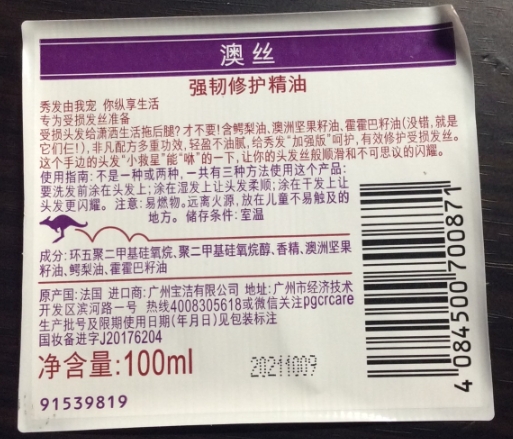 澳丝
强韧修护精油
秀发由我宠 你纵享生活
专为受损发丝准备
受损头发给潇洒生活拖后腿?才不要!含鳄梨油、澳洲坚果籽油、霍霍巴籽油(没错,就是
它们仨!),非凡配方多重功效,轻盈不油腻,给秀发"加强版"呵护,有效修护受损发丝。
这个手边的头发"小救星"能"咻"的一下,让你的头发丝般顺滑和不可思议的闪耀。
使用指南:不是一种或两种,一共有三种方法使用这个产品:
要洗发前涂在头发上;涂在湿发上让头发柔顺;涂在干发上让
头发更闪耀。 注意:易燃物。远离火源,放在儿童不易触及的
地方。 储存条件:室温
成分:环五聚二甲基硅氧烷、聚二甲基硅氧烷醇、香精、澳洲坚果
籽油、鳄梨油、霍霍巴籽油
原产国:法国 进口商:广州宝洁有限公司 地址:广州市经济技术
开发区滨河路一号 热线4008305618或微信关注pgcrcare
生产批号及限期使用日期(年月日)见包装标注
国妆备进字J20176204
净含量:100ml
20211009
91539819
4 084500 700871